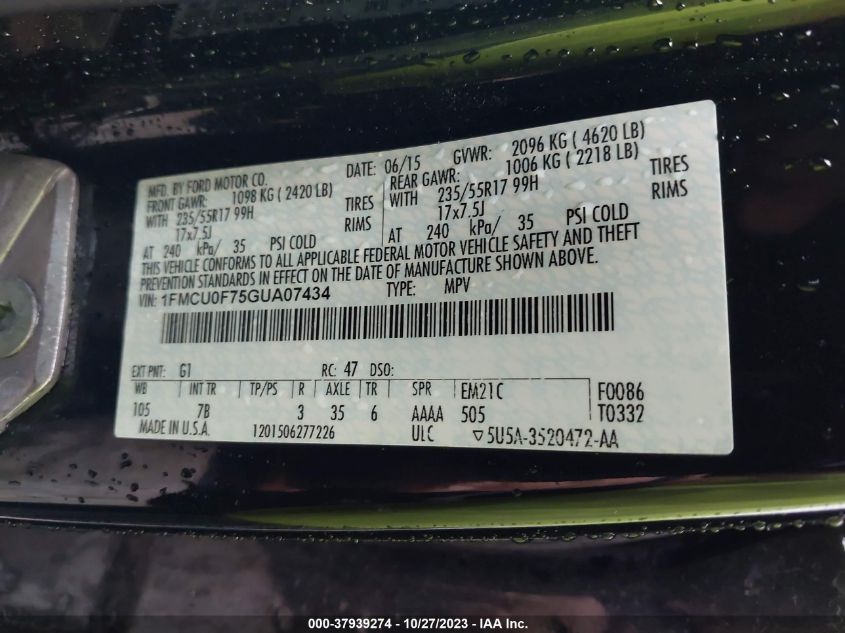 MFD. BY FORD MOTOR CO. DATE: 06/15 GVWR: 2096 KG ( 4620 LB)
FRONT GAWR: 1098 KG ( 2420 LB) REAR GAWR: 1006 KG ( 2218 LB)
WITH 235/55R17 99H TIRES WITH 235/55R17 99H TIRES
17x7.5J RIMS 17x7.5J RIMS
AT 240 kPa/ 35 PSI COLD AT 240 kPa/ 35 PSI COLD
THIS VEHICLE CONFORMS TO ALL APPLICABLE FEDERAL MOTOR VEHICLE SAFETY AND THEFT
PREVENTION STANDARDS IN EFFECT ON THE DATE OF MANUFACTURE SHOWN ABOVE.
VIN: 1FMCU0F75GUA07434 TYPE: MPV
EXT PNT: G1 RC: 47 DSO:
WB INT TR TP/PS R AXLE TR SPR EM21C F0086
105 7B 3 35 6 AAAA 505 T0332
MADE IN U.S.A. 1201506277226 ULC ▽5U5A-3520472-AA
000-37939274 - 10/27/2023 - IAA Inc.